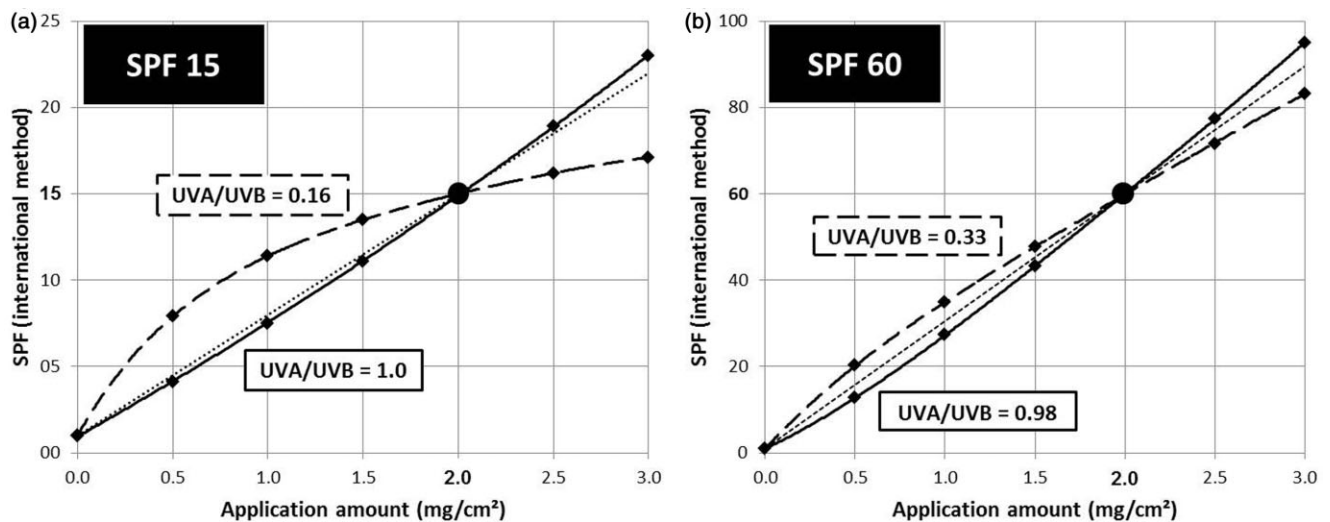 (a)
SPF 15
SPF (international method)
25
20
15
10
05
00
UVA/UVB = 0.16
UVA/UVB = 1.0
0.0 0.5 1.0 1.5 2.0 2.5 3.0
Application amount (mg/cm²)
(b)
SPF 60
SPF (international method)
100
80
60
40
20
0
UVA/UVB = 0.33
UVA/UVB = 0.98
0.0 0.5 1.0 1.5 2.0 2.5 3.0
Application amount (mg/cm²)